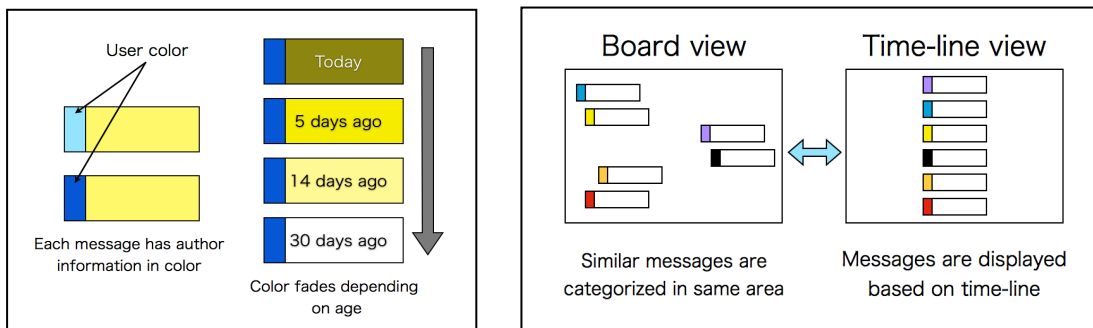 User color
Each message has author
information in color
Today
5 days ago
14 days ago
30 days ago
Color fades depending
on age
Board view
Similar messages are
categorized in same area
Time-line view
Messages are displayed
based on time-line